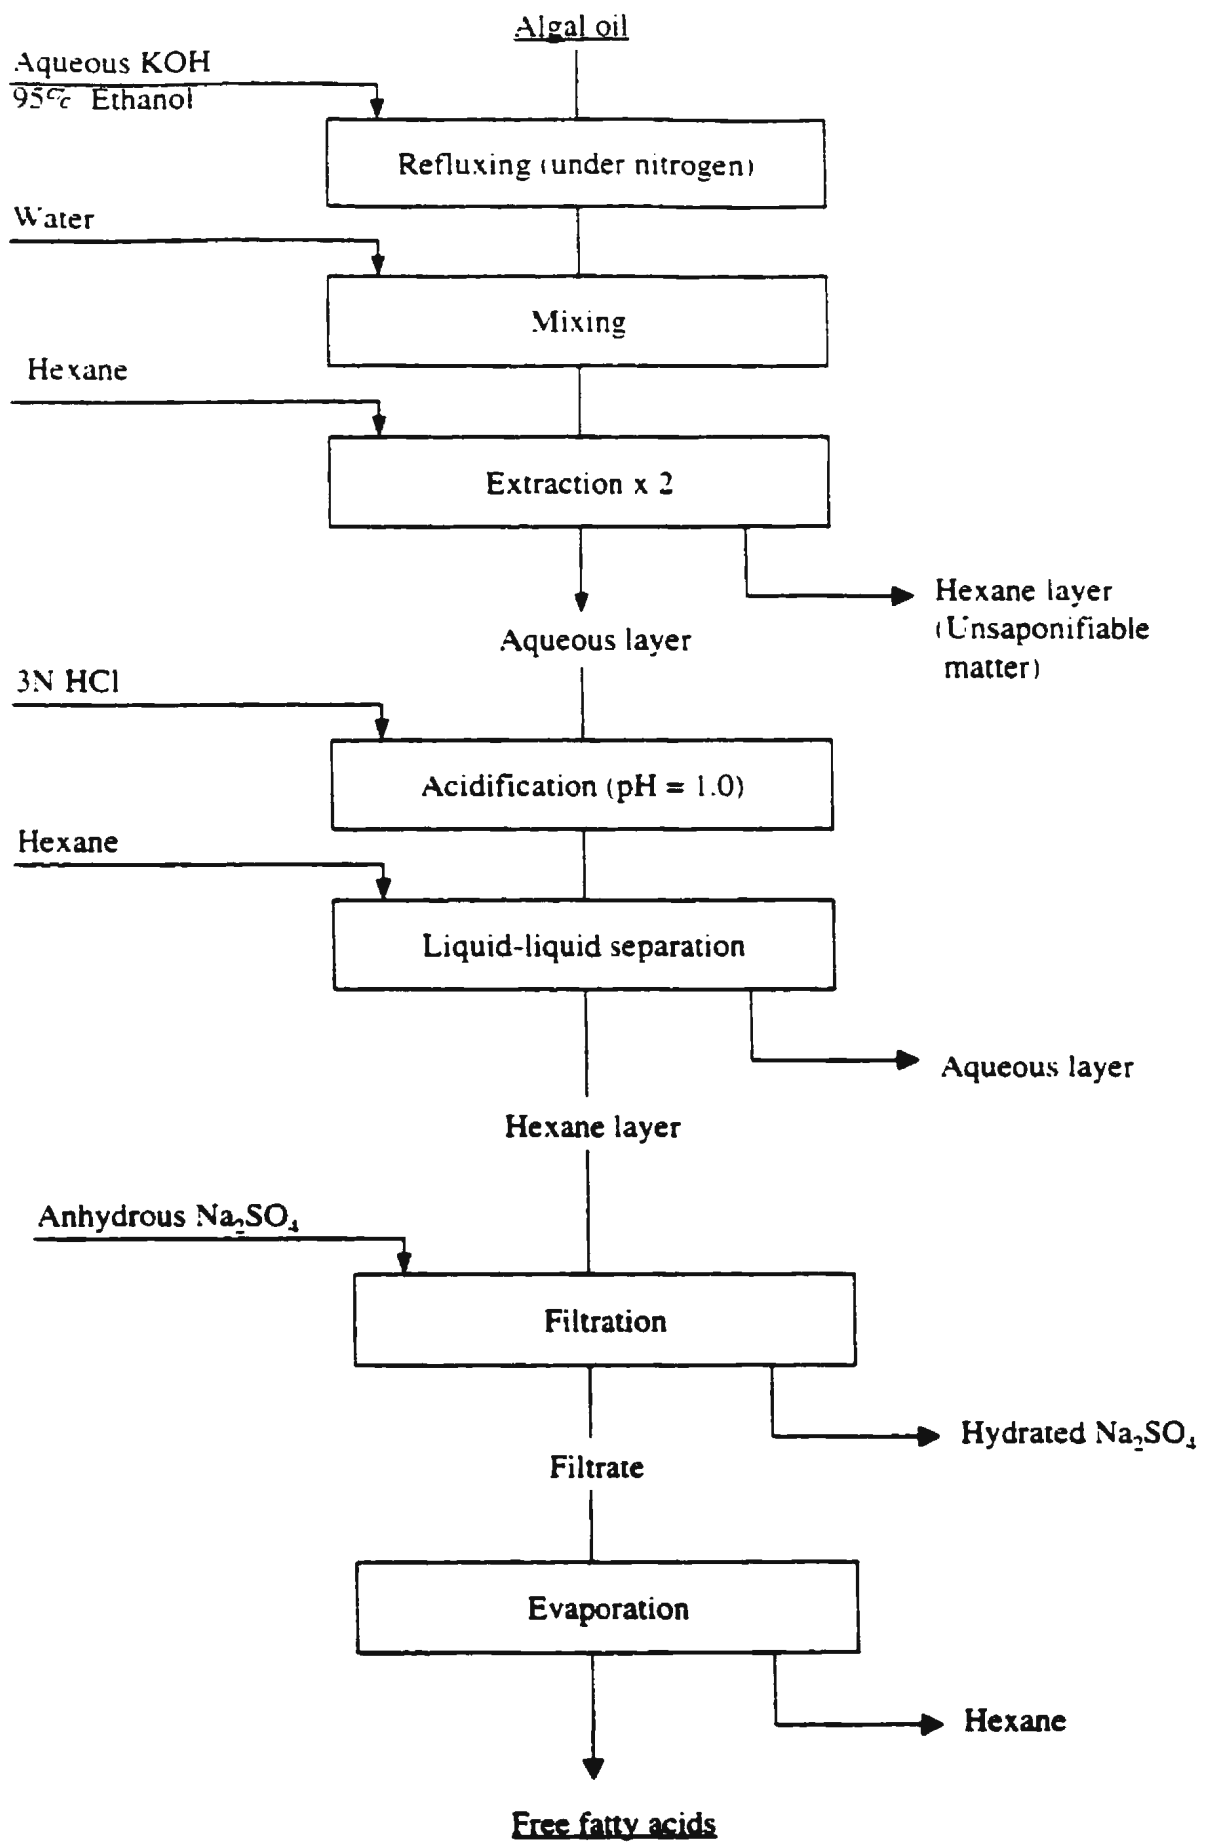 Algal oil
Aqueous KOH
95% Ethanol
Refluxing (under nitrogen)
Water
Mixing
Hexane
Extraction x 2
Hexane layer
(Unsaponifiable
matter)
Aqueous layer
3N HCl
Acidification (pH = 1.0)
Hexane
Liquid-liquid separation
Aqueous layer
Hexane layer
Anhydrous Na₂SO₄
Filtration
Hydrated Na₂SO₄
Filtrate
Evaporation
Hexane
Free fatty acids